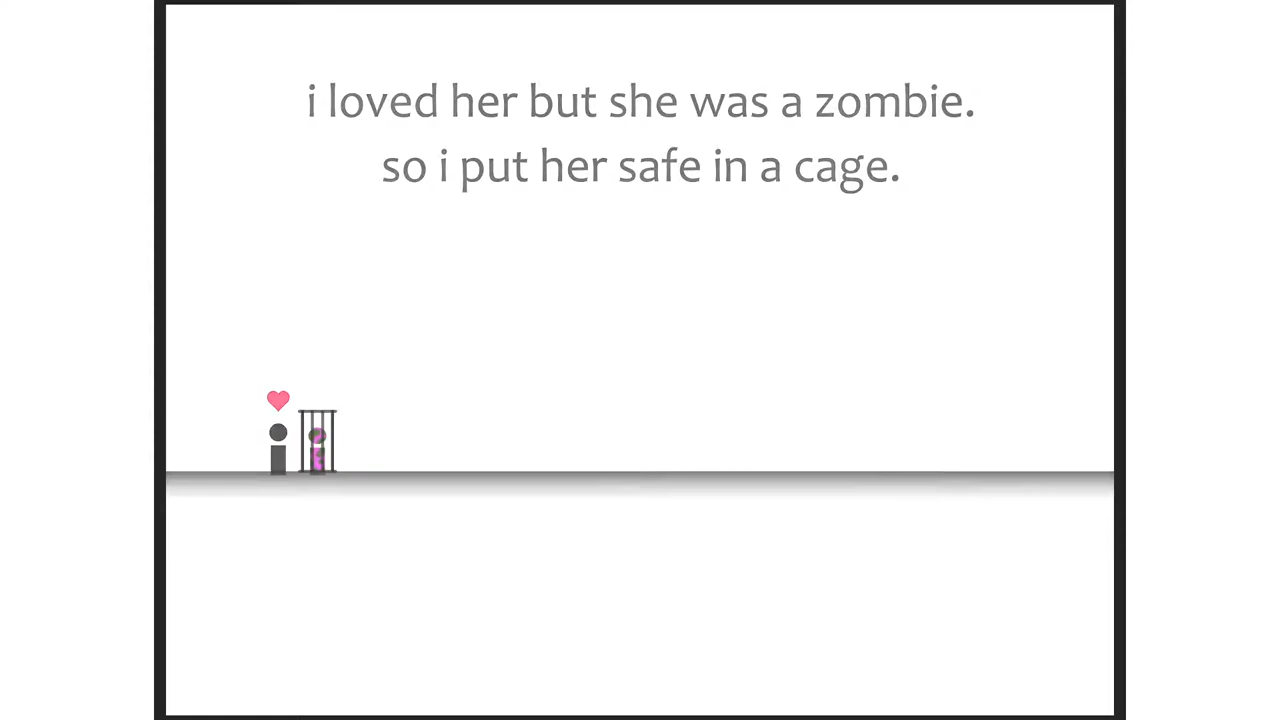 i loved her but she was a zombie.
so i put her safe in a cage.